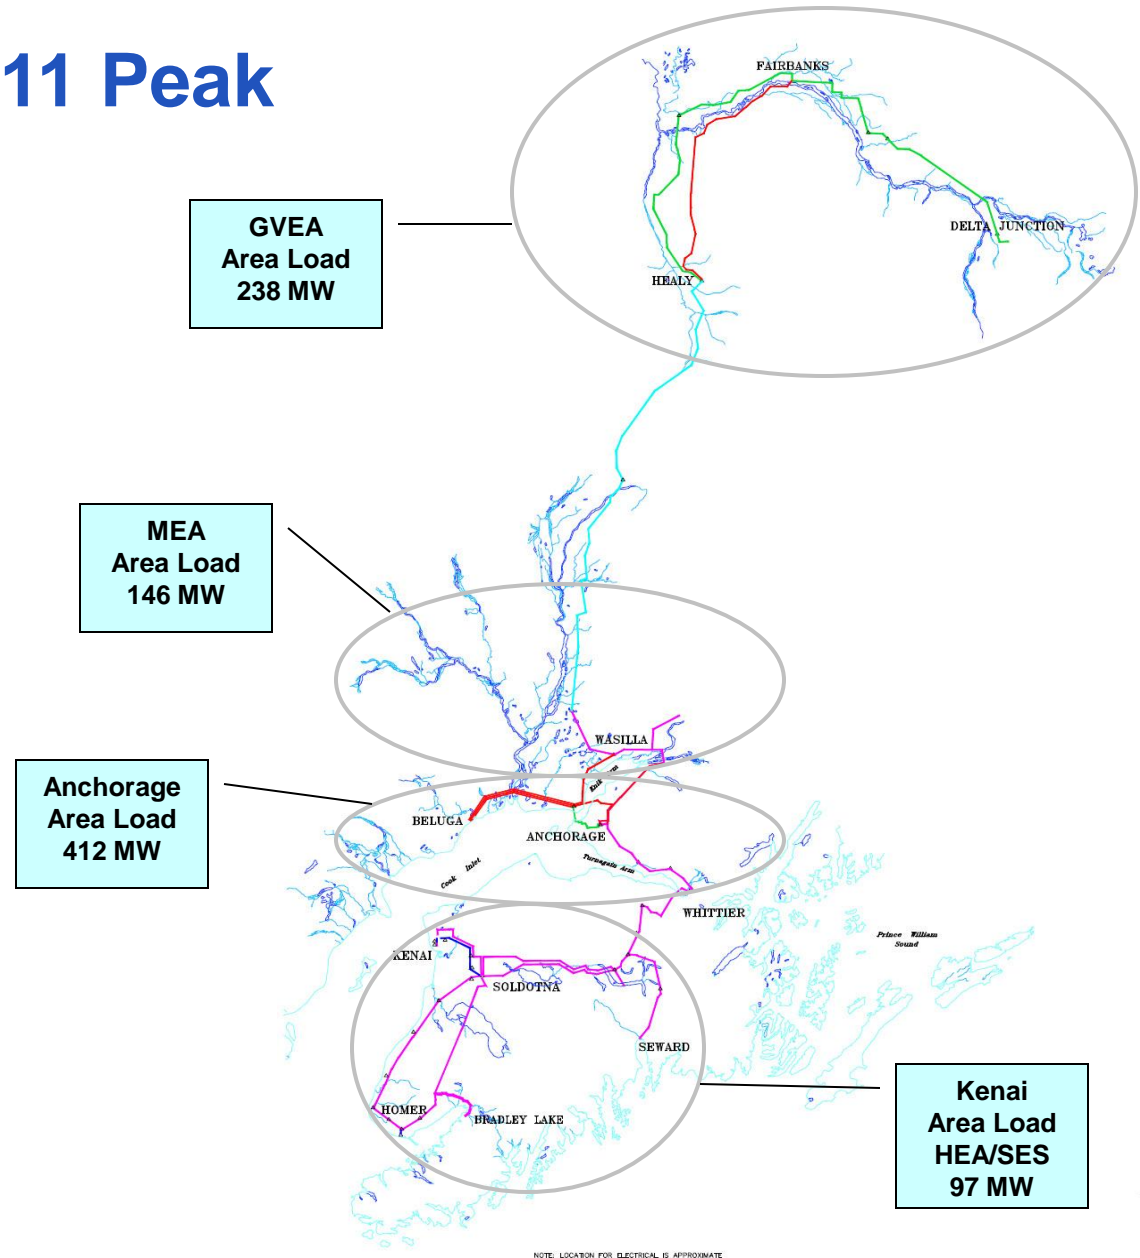 11 Peak
FAIRBANKS
GVEA
Area Load
238 MW
DELTA JUNCTION
HEALY
MEA
Area Load
146 MW
WASILLA
Knik Arm
Anchorage
Area Load
412 MW
BELUGA
ANCHORAGE
Cook Inlet
Turnagain Arm
WHITTIER
Prince William
Sound
KENAI
SOLDOTNA
SEWARD
HOMER
BRADLEY LAKE
Kenai
Area Load
HEA/SES
97 MW
NOTE: LOCATION FOR ELECTRICAL IS APPROXIMATE